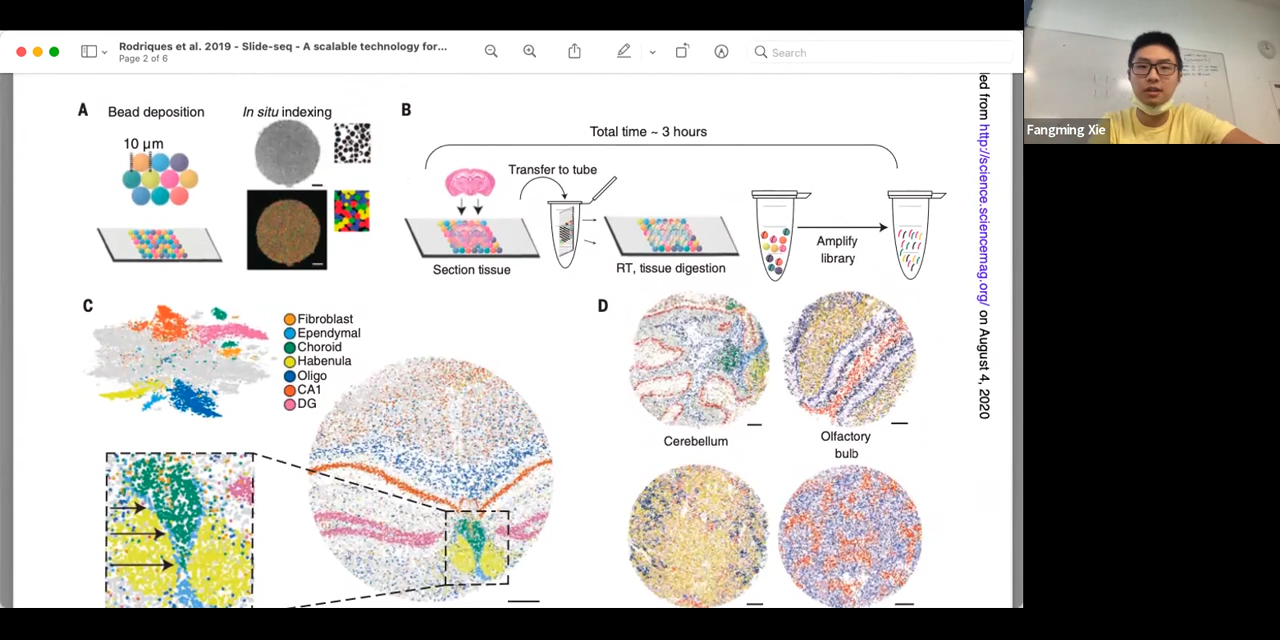 Rodriques et al. 2019 - Slide-seq - A scalable technology for...
Page 2 of 6
Search
Fangming Xie
led from http://science.sciencemag.org/ on August 4, 2020
A
Bead deposition
In situ indexing
10 µm
B
Total time ~ 3 hours
Transfer to tube
Section tissue
RT, tissue digestion
Amplify
library
C
Fibroblast
Ependymal
Choroid
Habenula
Oligo
CA1
DG
D
Cerebellum
Olfactory
bulb